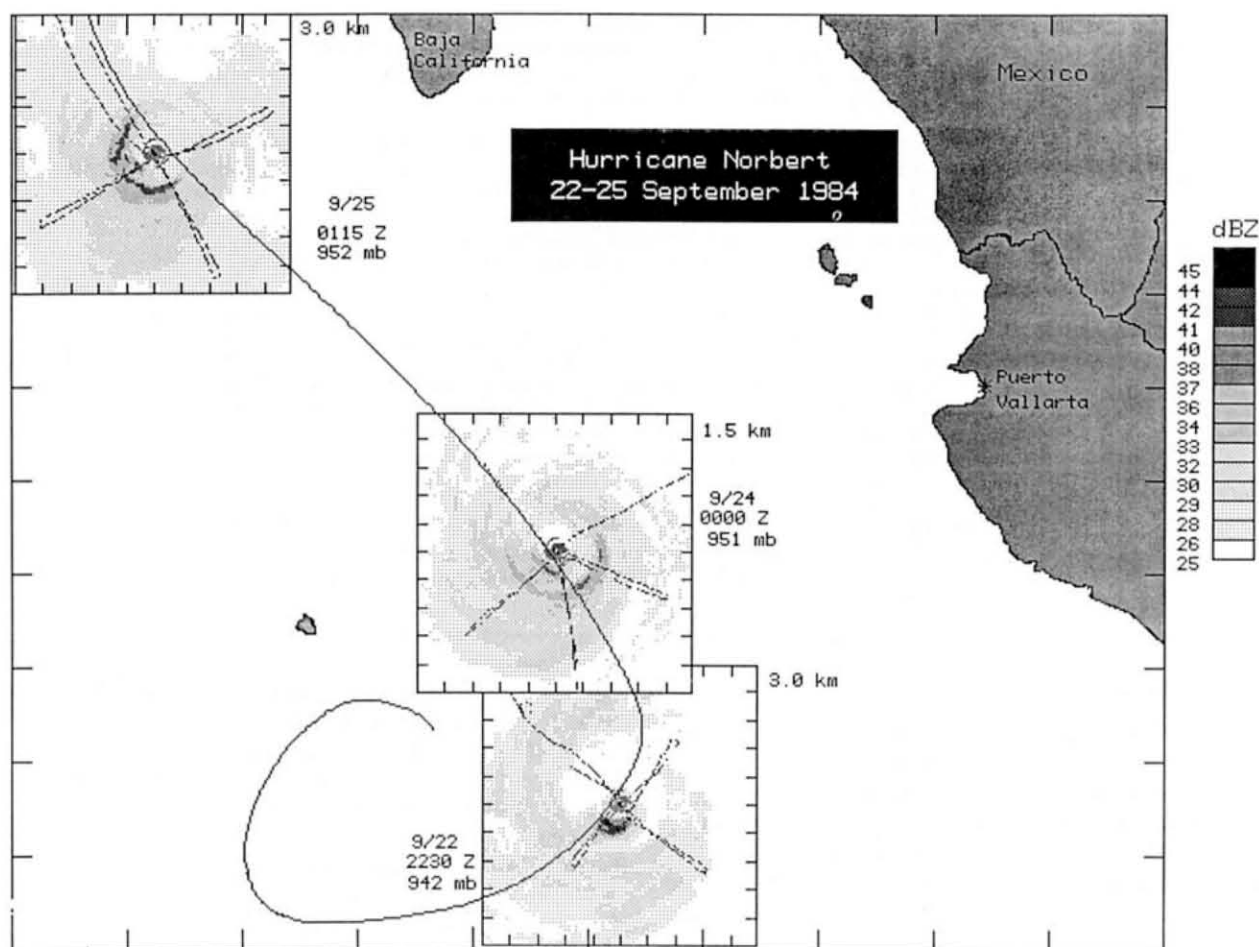 3.0 km
Baja
California
Mexico
Hurricane Norbert
22-25 September 1984
9/25
0115 Z
952 mb
dBZ
45
44
42
41
40
38
37
36
34
33
32
30
29
28
26
25
Puerto
Vallarta
1.5 km
9/24
0000 Z
951 mb
3.0 km
9/22
2230 Z
942 mb